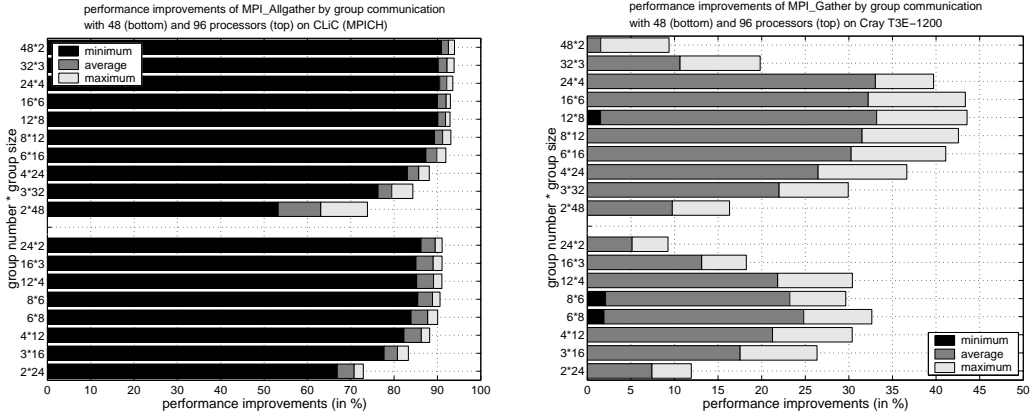 performance improvements of MPI_Allgather by group communication
with 48 (bottom) and 96 processors (top) on CLiC (MPICH)
48*2
32*3
24*4
16*6
12*8
8*12
6*16
4*24
3*32
2*48
24*2
16*3
12*4
8*6
6*8
4*12
3*16
2*24
group number * group size
minimum
average
maximum
0 10 20 30 40 50 60 70 80 90 100
performance improvements (in %)
performance improvements of MPI_Gather by group communication
with 48 (bottom) and 96 processors (top) on Cray T3E−1200
48*2
32*3
24*4
16*6
12*8
8*12
6*16
4*24
3*32
2*48
24*2
16*3
12*4
8*6
6*8
4*12
3*16
2*24
group number * group size
minimum
average
maximum
0 5 10 15 20 25 30 35 40 45 50
performance improvements (in %)